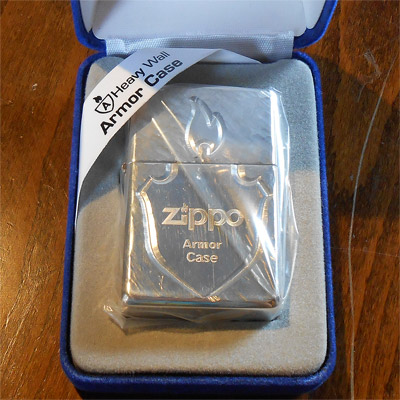 A Heavy Wall
Armor Case
Zippo
Armor
Case